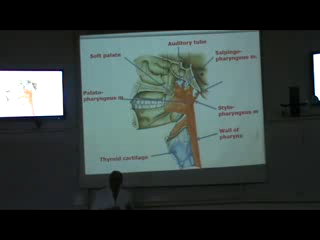 Auditory tube
Soft palate
Salpingo-
pharyngeus m.
Palato-
pharyngeus m
Stylo-
pharyngeus m
Wall of
pharynx
Thyroid cartilage